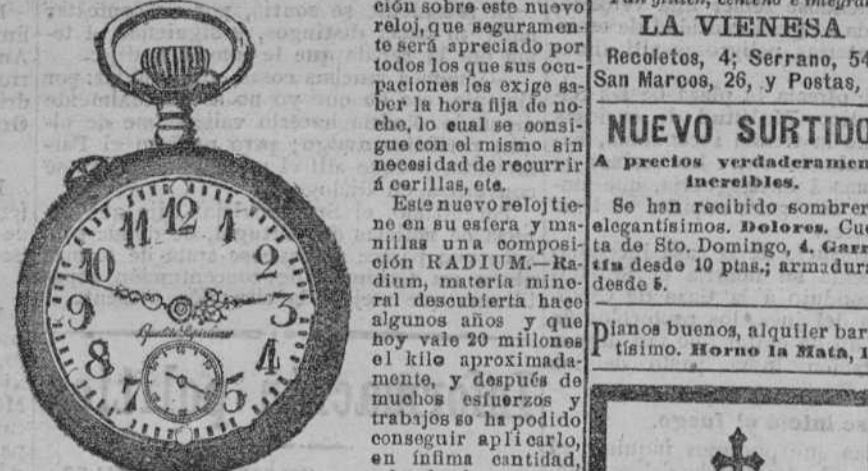 12
11
10
9
8
7
5
4
3
2
1
ción sobre este nuevo
reloj, que seguramen-
te será apreciado por
todos los que sus ocu-
paciones les exige sa-
ber la hora fija de no-
che, lo cual se consi-
gue con el mismo sin
necesidad de recurrir
á cerillas, etc.
Este nuevo reloj tie-
ne en su esfera y ma-
nillas una composi-
ción RADIUM.—Ra-
dium, materia mine-
ral descubierta hace
algunos años y que
hoy vale 20 millones
el kilo aproximada-
mente, y después de
muchos esfuerzos y
trabajos se ha podido
conseguir aplicarlo,
en ínfima cantidad,
LA VIENESA
Recoletos, 4; Serrano, 54
San Marcos, 26, y Postas,
NUEVO SURTIDO
A precios verdaderamen
increíbles.
Se han recibido sombrer
elegantísimos. Dolores. Cue
ta de Sto. Domingo, 4. Garn
tín desde 10 ptas.; armadura
desde 5.
Pianos buenos, alquiler bar
tísimo. Horno la Mata, 1